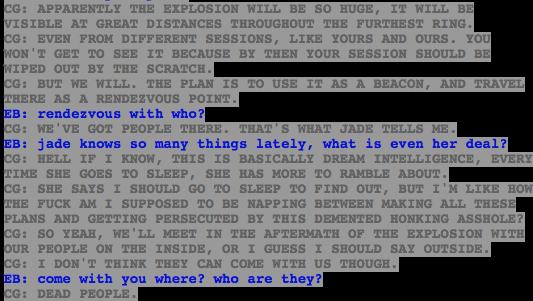 CG: APPARENTLY THE EXPLOSION WILL BE SO HUGE, IT WILL BE
VISIBLE AT GREAT DISTANCES THROUGHOUT THE FURTHEST RING.
CG: EVEN FROM DIFFERENT SESSIONS, LIKE YOURS AND OURS. YOU
WON'T GET TO SEE IT BECAUSE BY THEN YOUR SESSION SHOULD BE
WIPED OUT BY THE SCRATCH.
CG: BUT WE WILL. THE PLAN IS TO USE IT AS A BEACON, AND TRAVEL
THERE AS A RENDEZVOUS POINT.
EB: rendezvous with who?
CG: WE'VE GOT PEOPLE THERE. THAT'S WHAT JADE TELLS ME.
EB: jade knows so many things lately, what is even her deal?
CG: HELL IF I KNOW, THIS IS BASICALLY DREAM INTELLIGENCE, EVERY
TIME SHE GOES TO SLEEP, SHE HAS MORE TO RAMBLE ABOUT.
CG: SHE SAYS I SHOULD GO TO SLEEP TO FIND OUT, BUT I'M LIKE HOW
THE FUCK AM I SUPPOSED TO BE NAPPING BETWEEN MAKING ALL THESE
PLANS AND GETTING PERSECUTED BY THIS DEMENTED HONKING ASSHOLE?
CG: SO YEAH, WE'LL MEET IN THE AFTERMATH OF THE EXPLOSION WITH
OUR PEOPLE ON THE INSIDE, OR I GUESS I SHOULD SAY OUTSIDE.
CG: I DON'T THINK THEY CAN COME WITH US THOUGH.
EB: come with you where? who are they?
CG: DEAD PEOPLE.